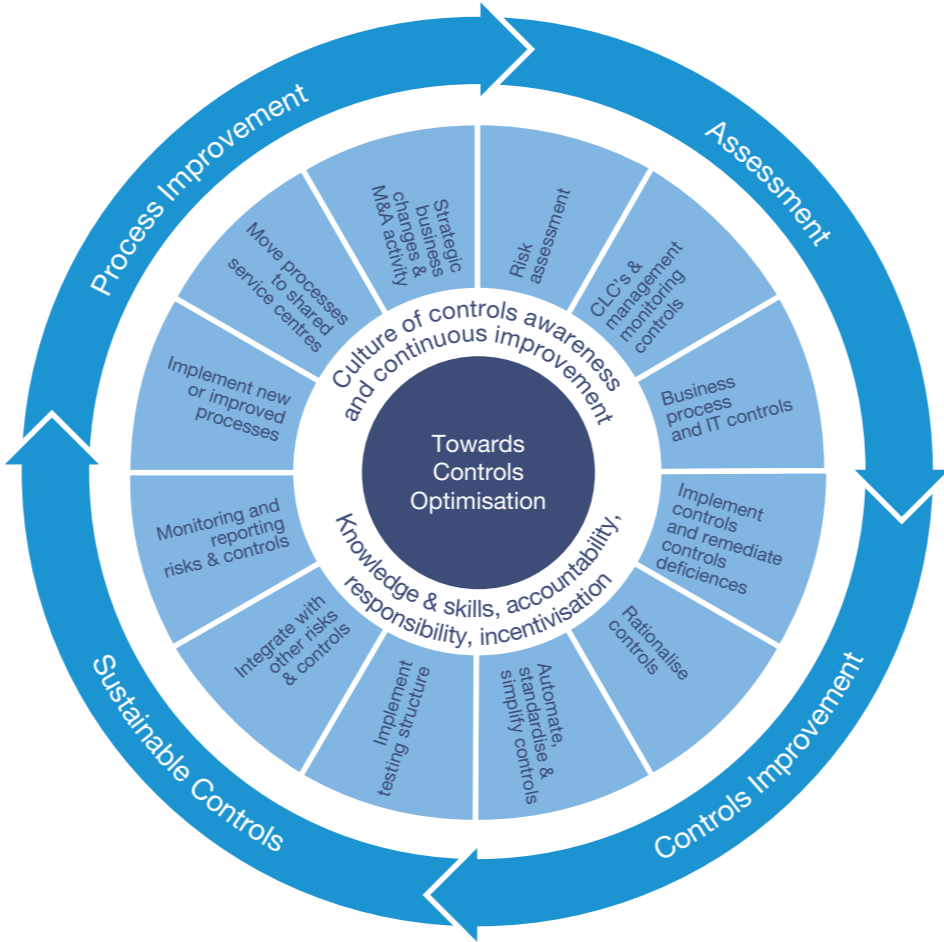 Process Improvement
Assessment
Controls Improvement
Sustainable Controls
Risk
assessment
CLC's &
management
monitoring
controls
Business
process
and IT controls
Implement
controls
and remediate
controls
deficiences
Rationalise
controls
Automate,
standardise &
simplify controls
Implement
testing structure
Integrate with
other risks
& controls
Monitoring and
reporting
risks & controls
Implement new
or improved
processes
Move processes
to shared
service centres
Strategic
business
changes &
M&A activity
Culture of controls awareness
and continuous improvement
Towards
Controls
Optimisation
Knowledge & skills, accountability,
responsibility, incentivisation